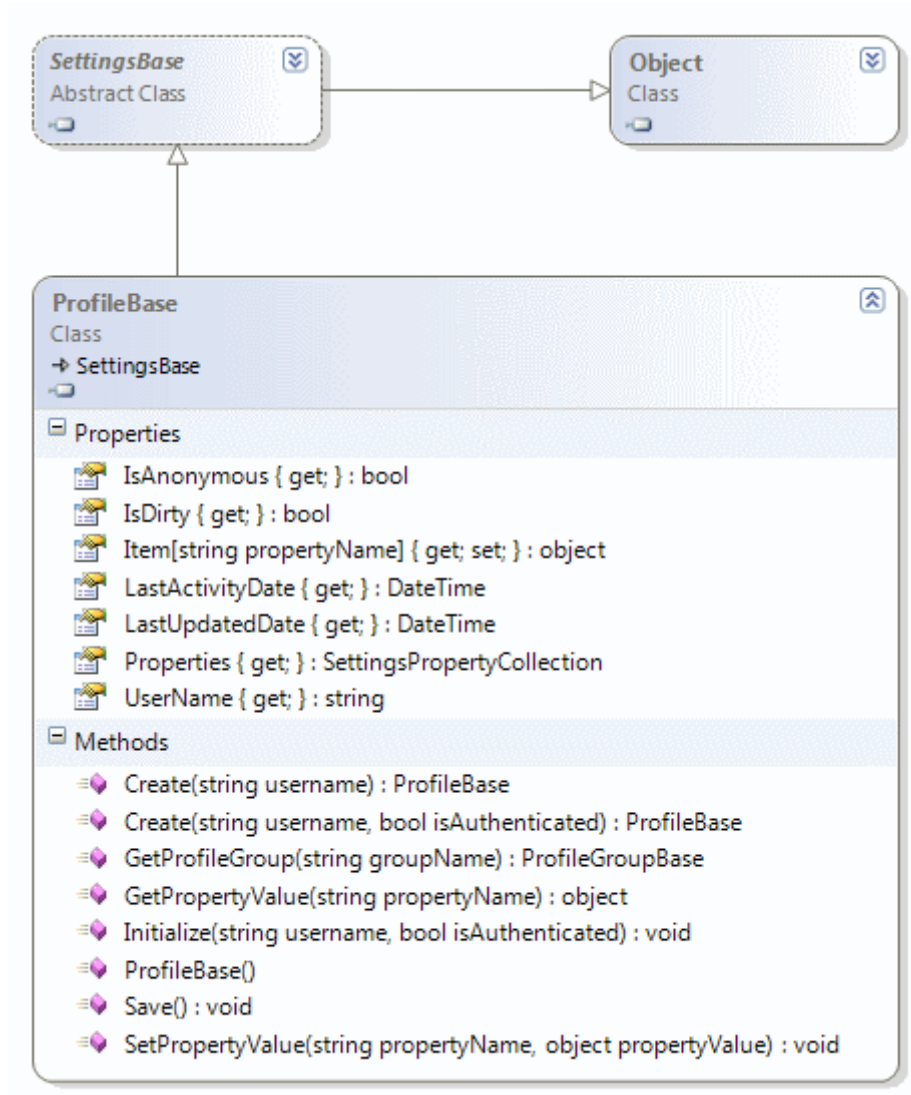 SettingsBase
Abstract Class
Object
Class
ProfileBase
Class
SettingsBase
Properties
IsAnonymous { get; } : bool
IsDirty { get; } : bool
Item[string propertyName] { get; set; } : object
LastActivityDate { get; } : DateTime
LastUpdatedDate { get; } : DateTime
Properties { get; } : SettingsPropertyCollection
UserName { get; } : string
Methods
Create(string username) : ProfileBase
Create(string username, bool isAuthenticated) : ProfileBase
GetProfileGroup(string groupName) : ProfileGroupBase
GetPropertyValue(string propertyName) : object
Initialize(string username, bool isAuthenticated) : void
ProfileBase()
Save() : void
SetPropertyValue(string propertyName, object propertyValue) : void